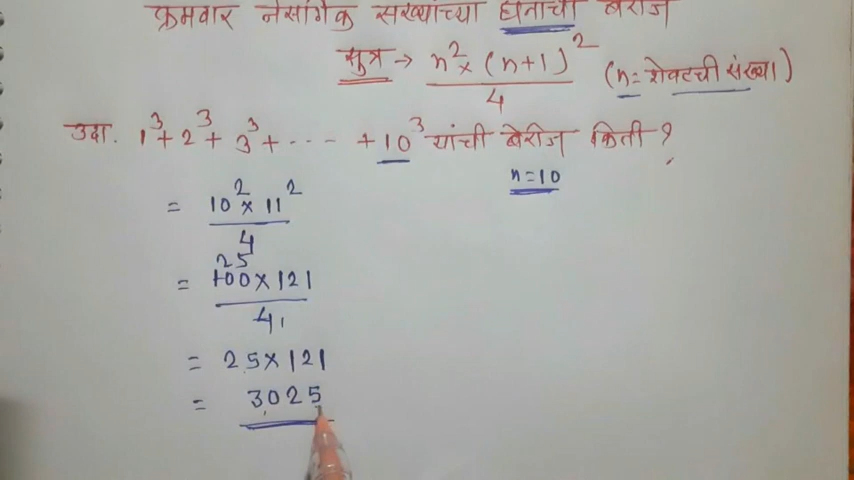 क्रमवार नैसर्गिक संख्यांच्या घनांची बेरीज
सुत्र → n² × (n+1)² / 4 (n = शेवटची संख्या)
उदा. 1³ + 2³ + 3³ + ---- + 10³ यांची बेरीज किती ?
n = 10
= 10² × 11² / 4
25
= 100 × 121 / 4
= 25 × 121
= 3025